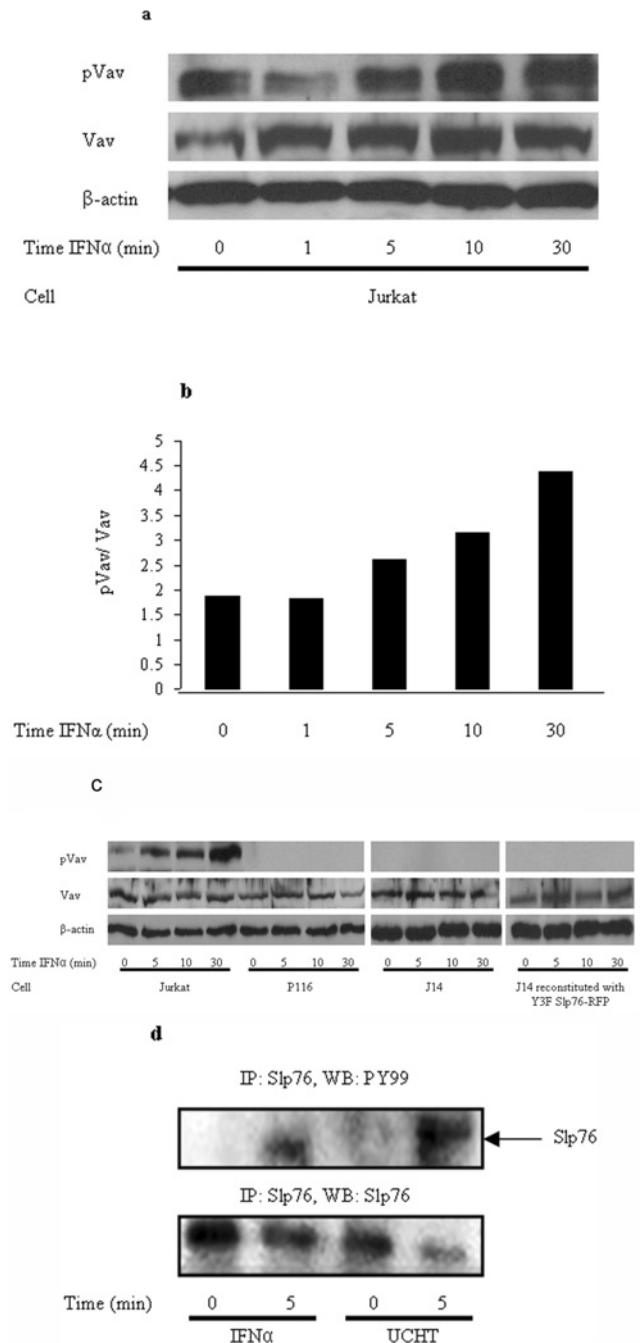 a
pVav
Vav
β-actin
Time IFNα (min) 0 1 5 10 30
Cell Jurkat
b
5
4.5
4
3.5
3
2.5
2
1.5
1
0.5
0
pVav/ Vav
Time IFNα (min) 0 1 5 10 30
C
pVav
Vav
β-actin
Time IFNα (min) 0 5 10 30 0 5 10 30 0 5 10 30 0 5 10 30
Cell Jurkat P116 J14 J14 reconstituted with
Y3F Slp76-RFP
d
IP: Slp76, WB: PY99
Slp76
IP: Slp76, WB: Slp76
Time (min) 0 5 0 5
IFNα UCHT